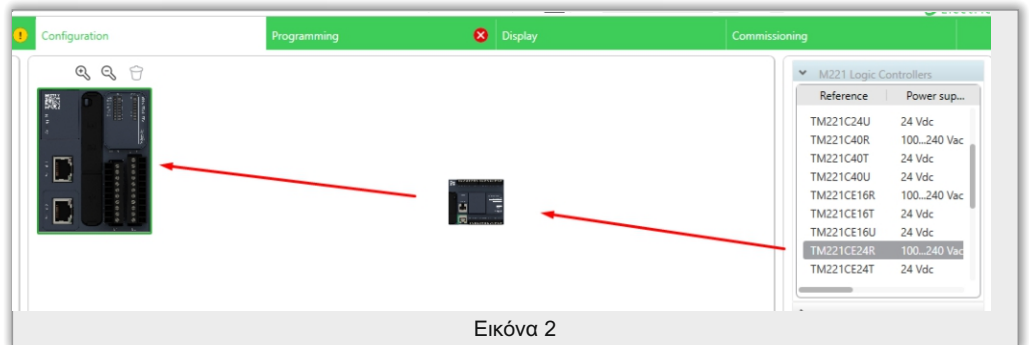 Configuration
Programming
Display
Commissioning
M221 Logic Controllers
Reference Power sup...
TM221C24U 24 Vdc
TM221C40R 100...240 Vac
TM221C40T 24 Vdc
TM221C40U 24 Vdc
TM221CE16R 100...240 Vac
TM221CE16T 24 Vdc
TM221CE16U 24 Vdc
TM221CE24R 100...240 Vac
TM221CE24T 24 Vdc
Εικόνα 2